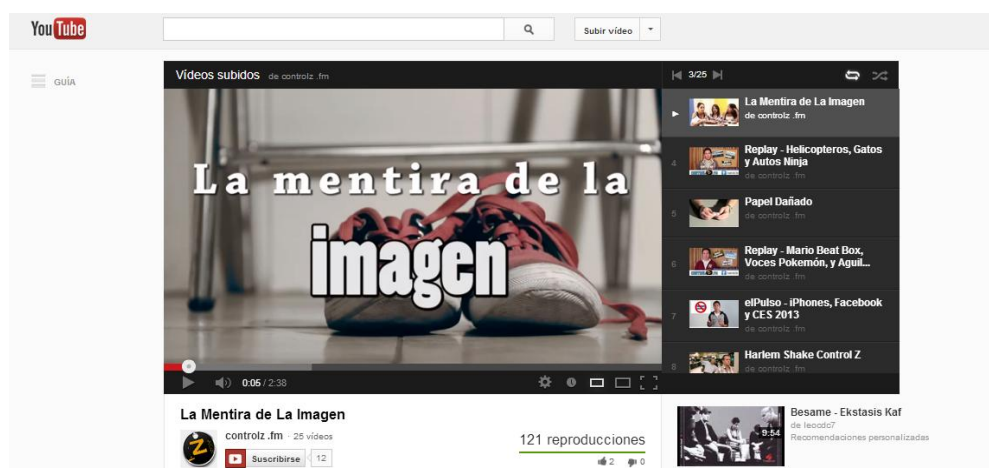 YouTube
Subir vídeo
GUÍA
Vídeos subidos de controlz .fm
3/25
La mentira de la
imagen
0:05 / 2:38
La Mentira de La Imagen
de controlz .fm
4
Replay - Helicopteros, Gatos
y Autos Ninja
de controlz .fm
5
Papel Dañado
de controlz .fm
6
Replay - Mario Beat Box,
Voces Pokemón, y Aguil...
de controlz .fm
7
elPulso - iPhones, Facebook
y CES 2013
de controlz .fm
8
Harlem Shake Control Z
de controlz .fm
La Mentira de La Imagen
controlz .fm · 25 vídeos
Suscribirse 12
121 reproducciones
2 0
9:54
Besame - Ekstasis Kaf
de leocdc7
Recomendaciones personalizadas